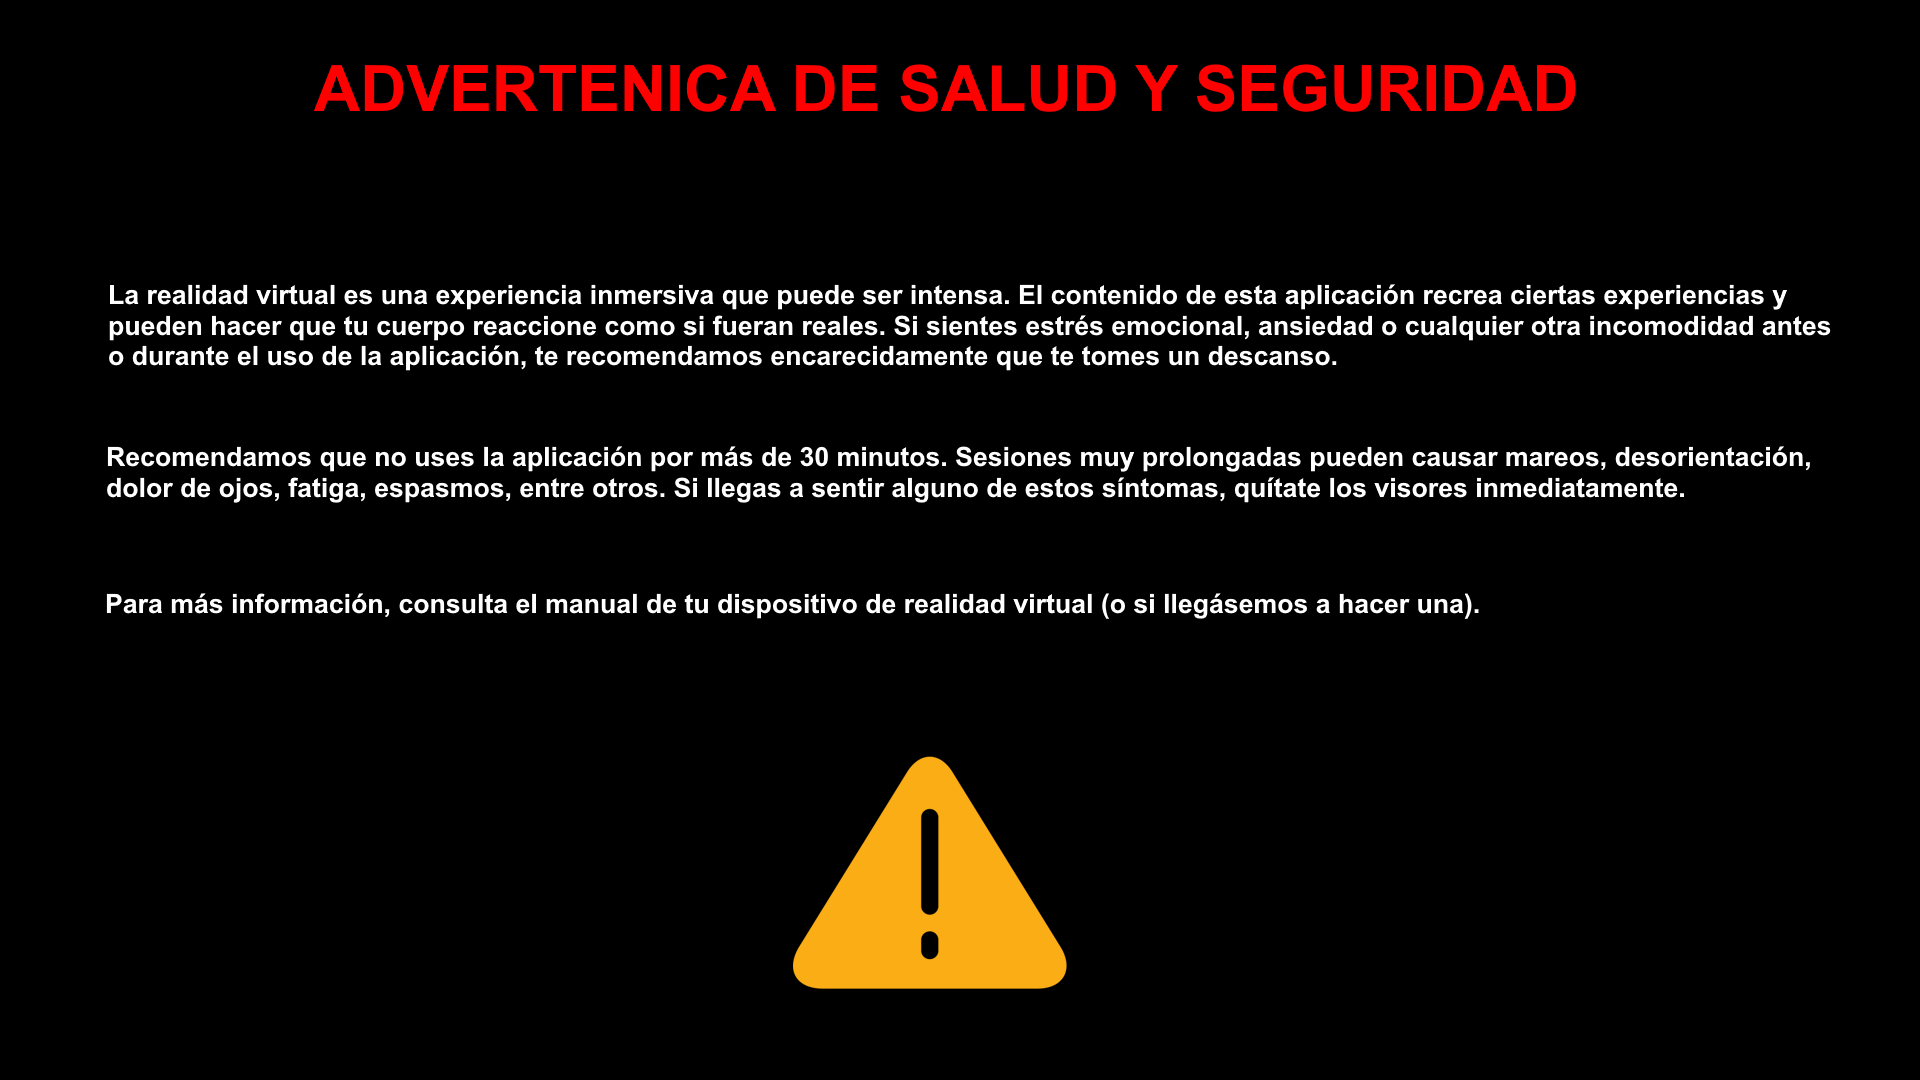 ADVERTENICA DE SALUD Y SEGURIDAD
La realidad virtual es una experiencia inmersiva que puede ser intensa. El contenido de esta aplicación recrea ciertas experiencias y
pueden hacer que tu cuerpo reaccione como si fueran reales. Si sientes estrés emocional, ansiedad o cualquier otra incomodidad antes
o durante el uso de la aplicación, te recomendamos encarecidamente que te tomes un descanso.
Recomendamos que no uses la aplicación por más de 30 minutos. Sesiones muy prolongadas pueden causar mareos, desorientación,
dolor de ojos, fatiga, espasmos, entre otros. Si llegas a sentir alguno de estos síntomas, quítate los visores inmediatamente.
Para más información, consulta el manual de tu dispositivo de realidad virtual (o si llegásemos a hacer una).